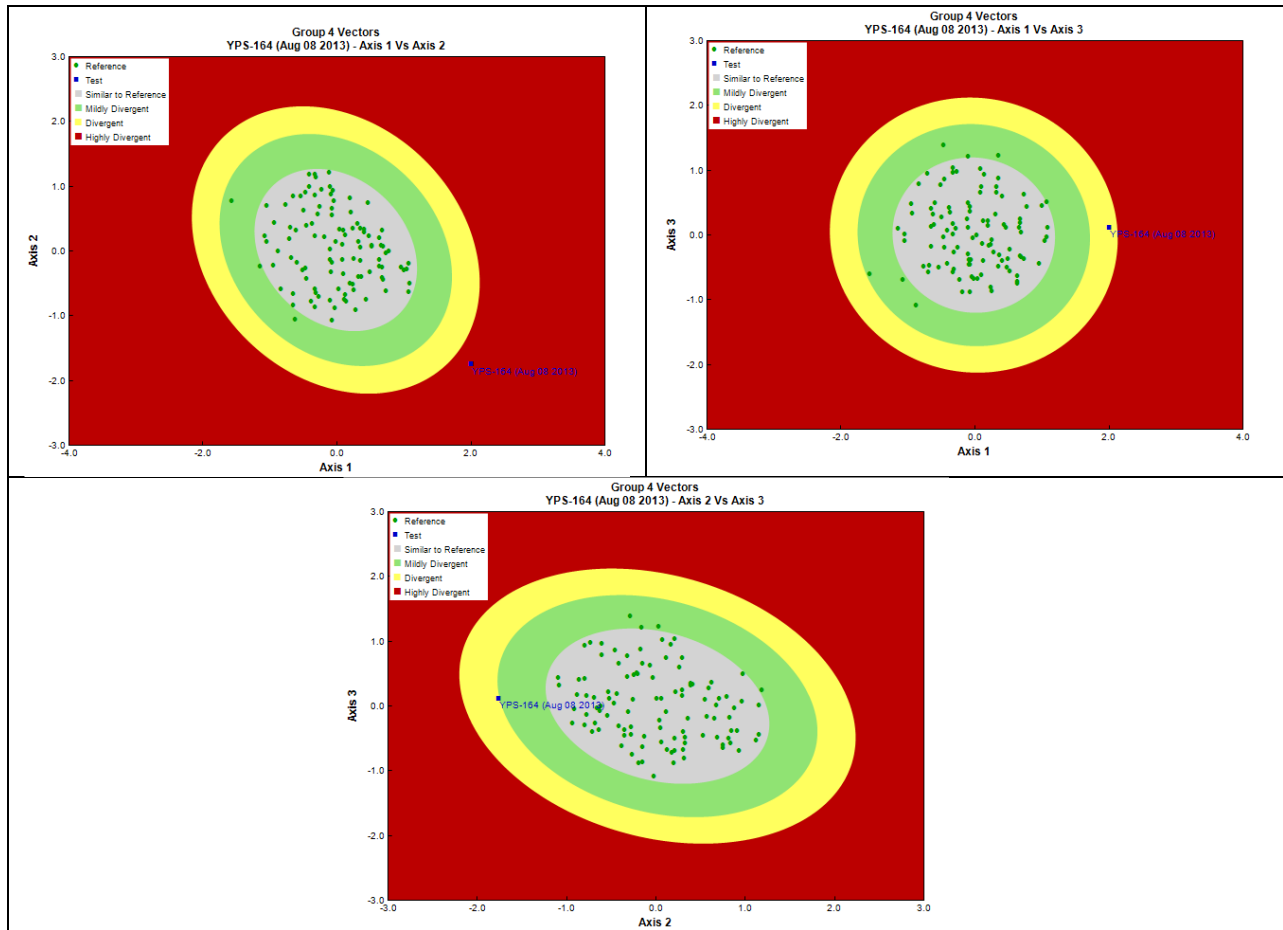 Group 4 Vectors
YPS-164 (Aug 08 2013) - Axis 1 Vs Axis 2
3.0
2.0
1.0
0.0
-1.0
-2.0
-3.0
Axis 2
Reference
Test
Similar to Reference
Mildly Divergent
Divergent
Highly Divergent
YPS-164 (Aug 08 2013)
-4.0 -2.0 0.0 2.0 4.0
Axis 1
Group 4 Vectors
YPS-164 (Aug 08 2013) - Axis 1 Vs Axis 3
3.0
2.0
1.0
0.0
-1.0
-2.0
-3.0
Axis 3
Reference
Test
Similar to Reference
Mildly Divergent
Divergent
Highly Divergent
YPS-164 (Aug 08 2013)
-4.0 -2.0 0.0 2.0 4.0
Axis 1
Group 4 Vectors
YPS-164 (Aug 08 2013) - Axis 2 Vs Axis 3
3.0
2.0
1.0
0.0
-1.0
-2.0
-3.0
Axis 3
Reference
Test
Similar to Reference
Mildly Divergent
Divergent
Highly Divergent
YPS-164 (Aug 08 2013)
-3.0 -2.0 -1.0 0.0 1.0 2.0 3.0
Axis 2